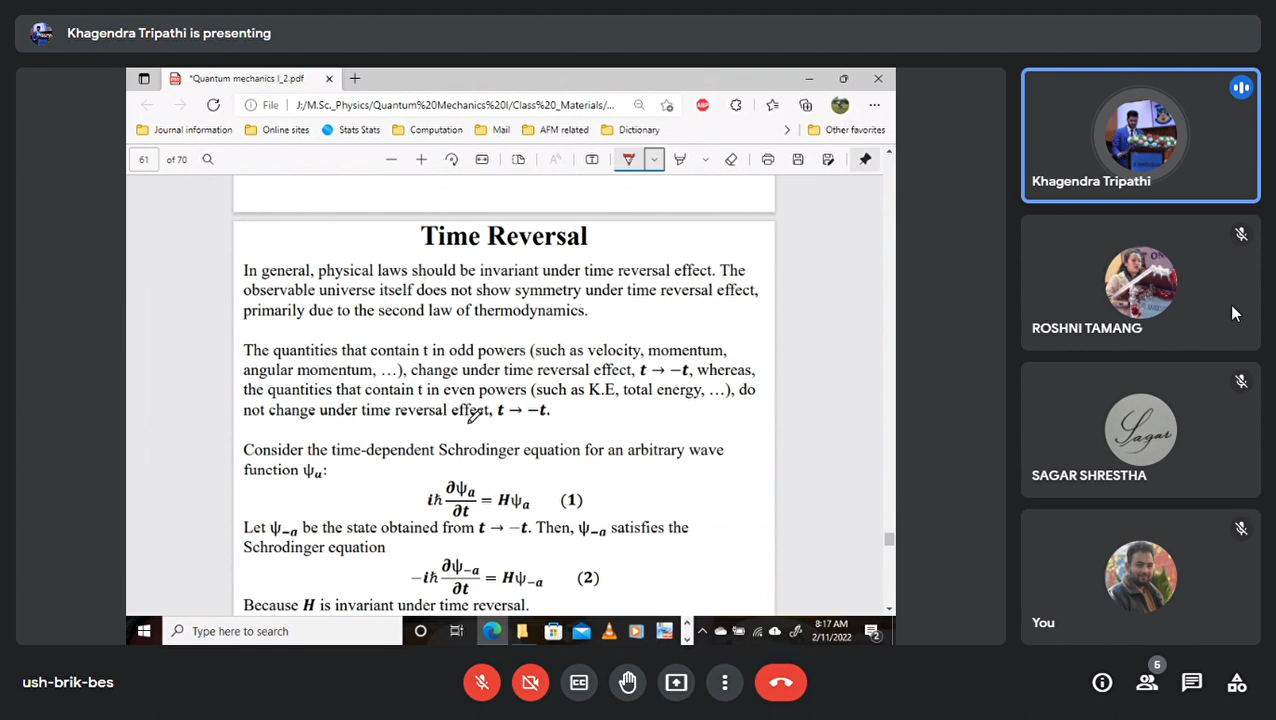 Khagendra Tripathi is presenting
*Quantum mechanics I_2.pdf
File J:/M.Sc._Physics/Quantum%20Mechanics%20I/Class%20_Materials/...
Journal information Online sites Stats Stats Computation Mail AFM related Dictionary Other favorites
61 of 70
Time Reversal
In general, physical laws should be invariant under time reversal effect. The
observable universe itself does not show symmetry under time reversal effect,
primarily due to the second law of thermodynamics.
The quantities that contain t in odd powers (such as velocity, momentum,
angular momentum, …), change under time reversal effect, t → −t, whereas,
the quantities that contain t in even powers (such as K.E, total energy, …), do
not change under time reversal effect, t → −t.
Consider the time-dependent Schrodinger equation for an arbitrary wave
function ψₐ:
iħ ∂ψₐ/∂t = Hψₐ (1)
Let ψ₋ₐ be the state obtained from t → −t. Then, ψ₋ₐ satisfies the
Schrodinger equation
−iħ ∂ψ₋ₐ/∂t = Hψ₋ₐ (2)
Because H is invariant under time reversal.
Type here to search
8:17 AM
2/11/2022
2
Khagendra Tripathi
ROSHNI TAMANG
Sagar
SAGAR SHRESTHA
You
ush-brik-bes
5